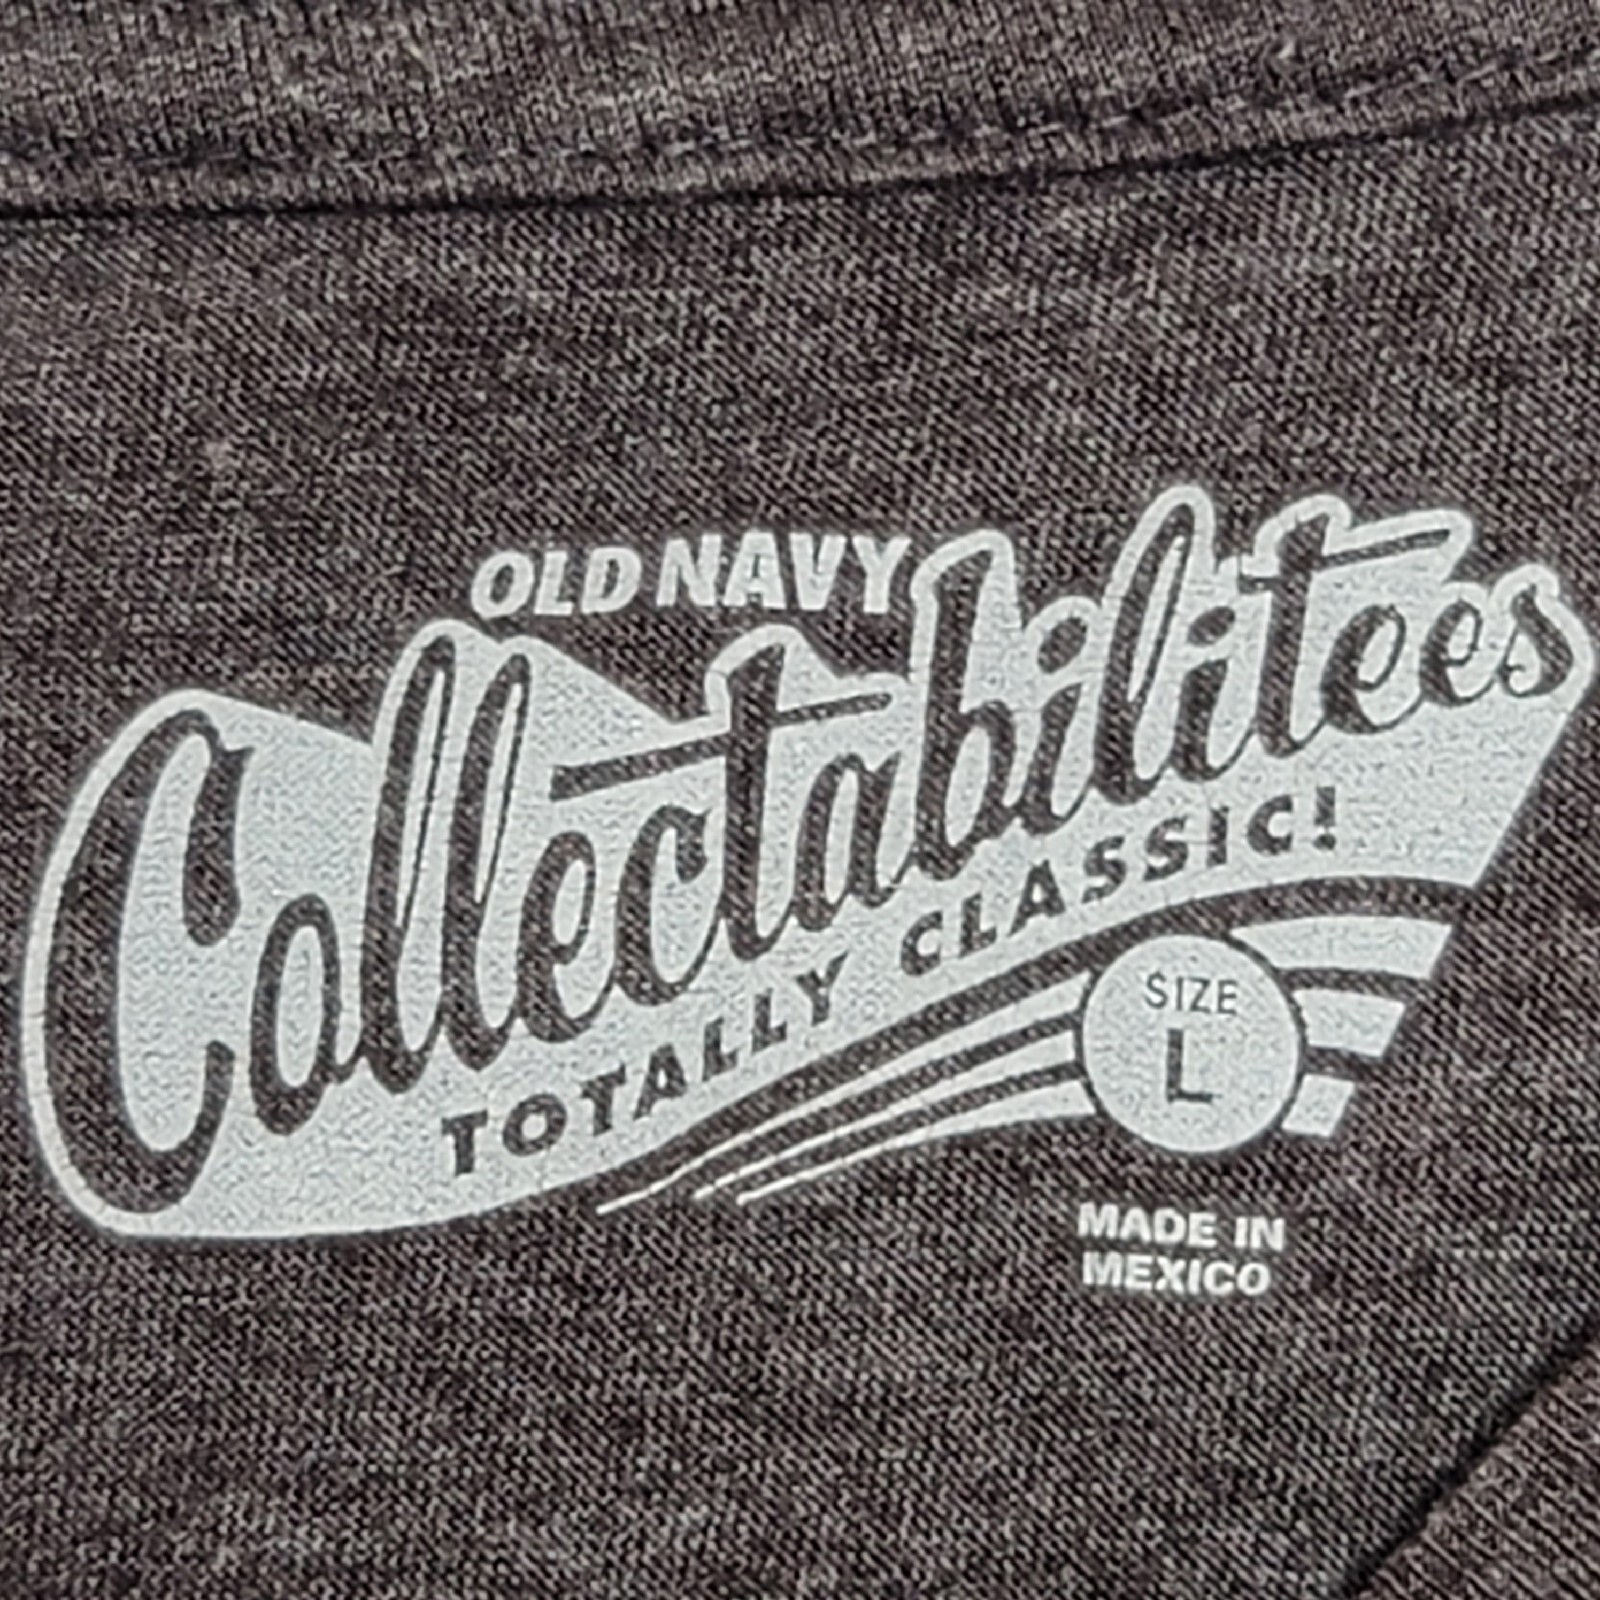 OLD NAVY
Collectabilitees
TOTALLY CLASSIC!
SIZE
L
MADE IN
MEXICO